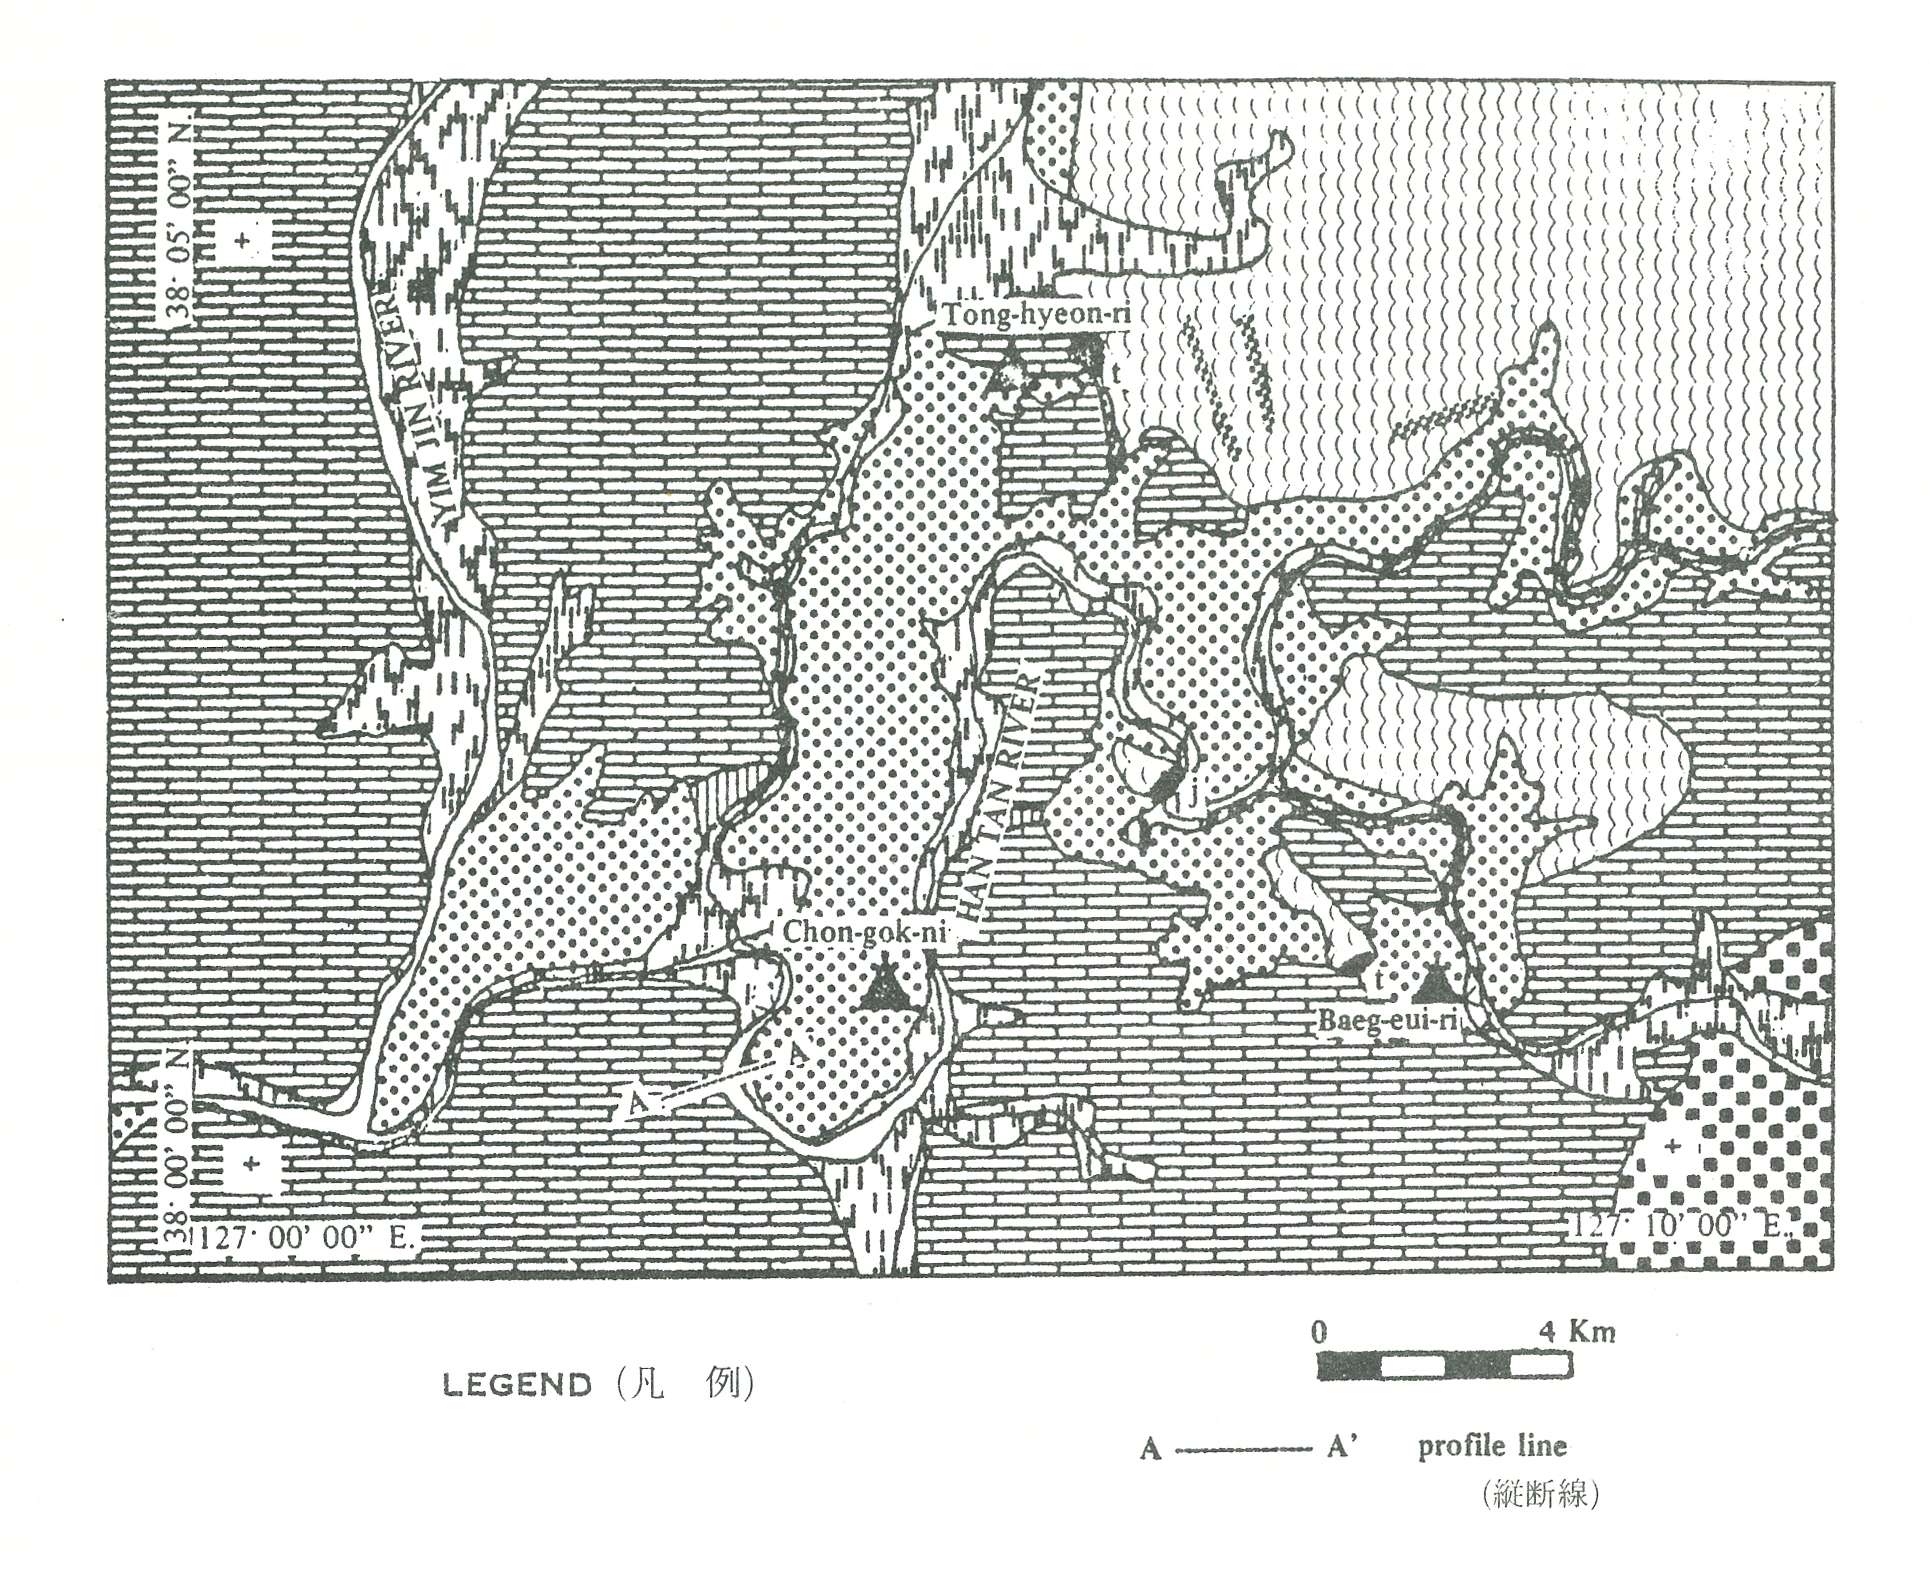 38° 05' 00" N.
YIM JIN RIVER
Tong-hyeon-ri
t
HAN TAN RIVER
Chon-gok-ni
t
Baeg-eui-ri
A
A'
38° 00' 00" N.
127° 00' 00" E.
127° 10' 00" E.
0 4 Km
LEGEND (凡 例)
A A' profile line
(縦断線)